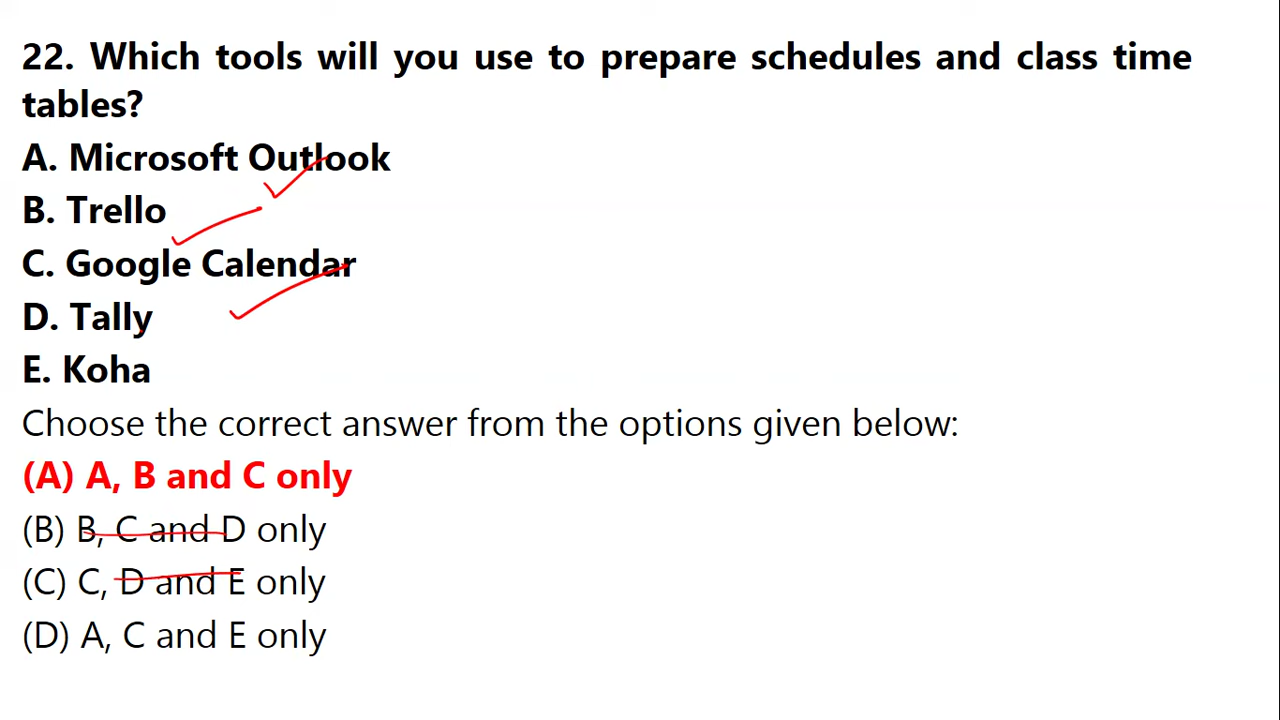 22. Which tools will you use to prepare schedules and class time
tables?
A. Microsoft Outlook
B. Trello
C. Google Calendar
D. Tally
E. Koha
Choose the correct answer from the options given below:
(A) A, B and C only
(B) B, C and D only
(C) C, D and E only
(D) A, C and E only